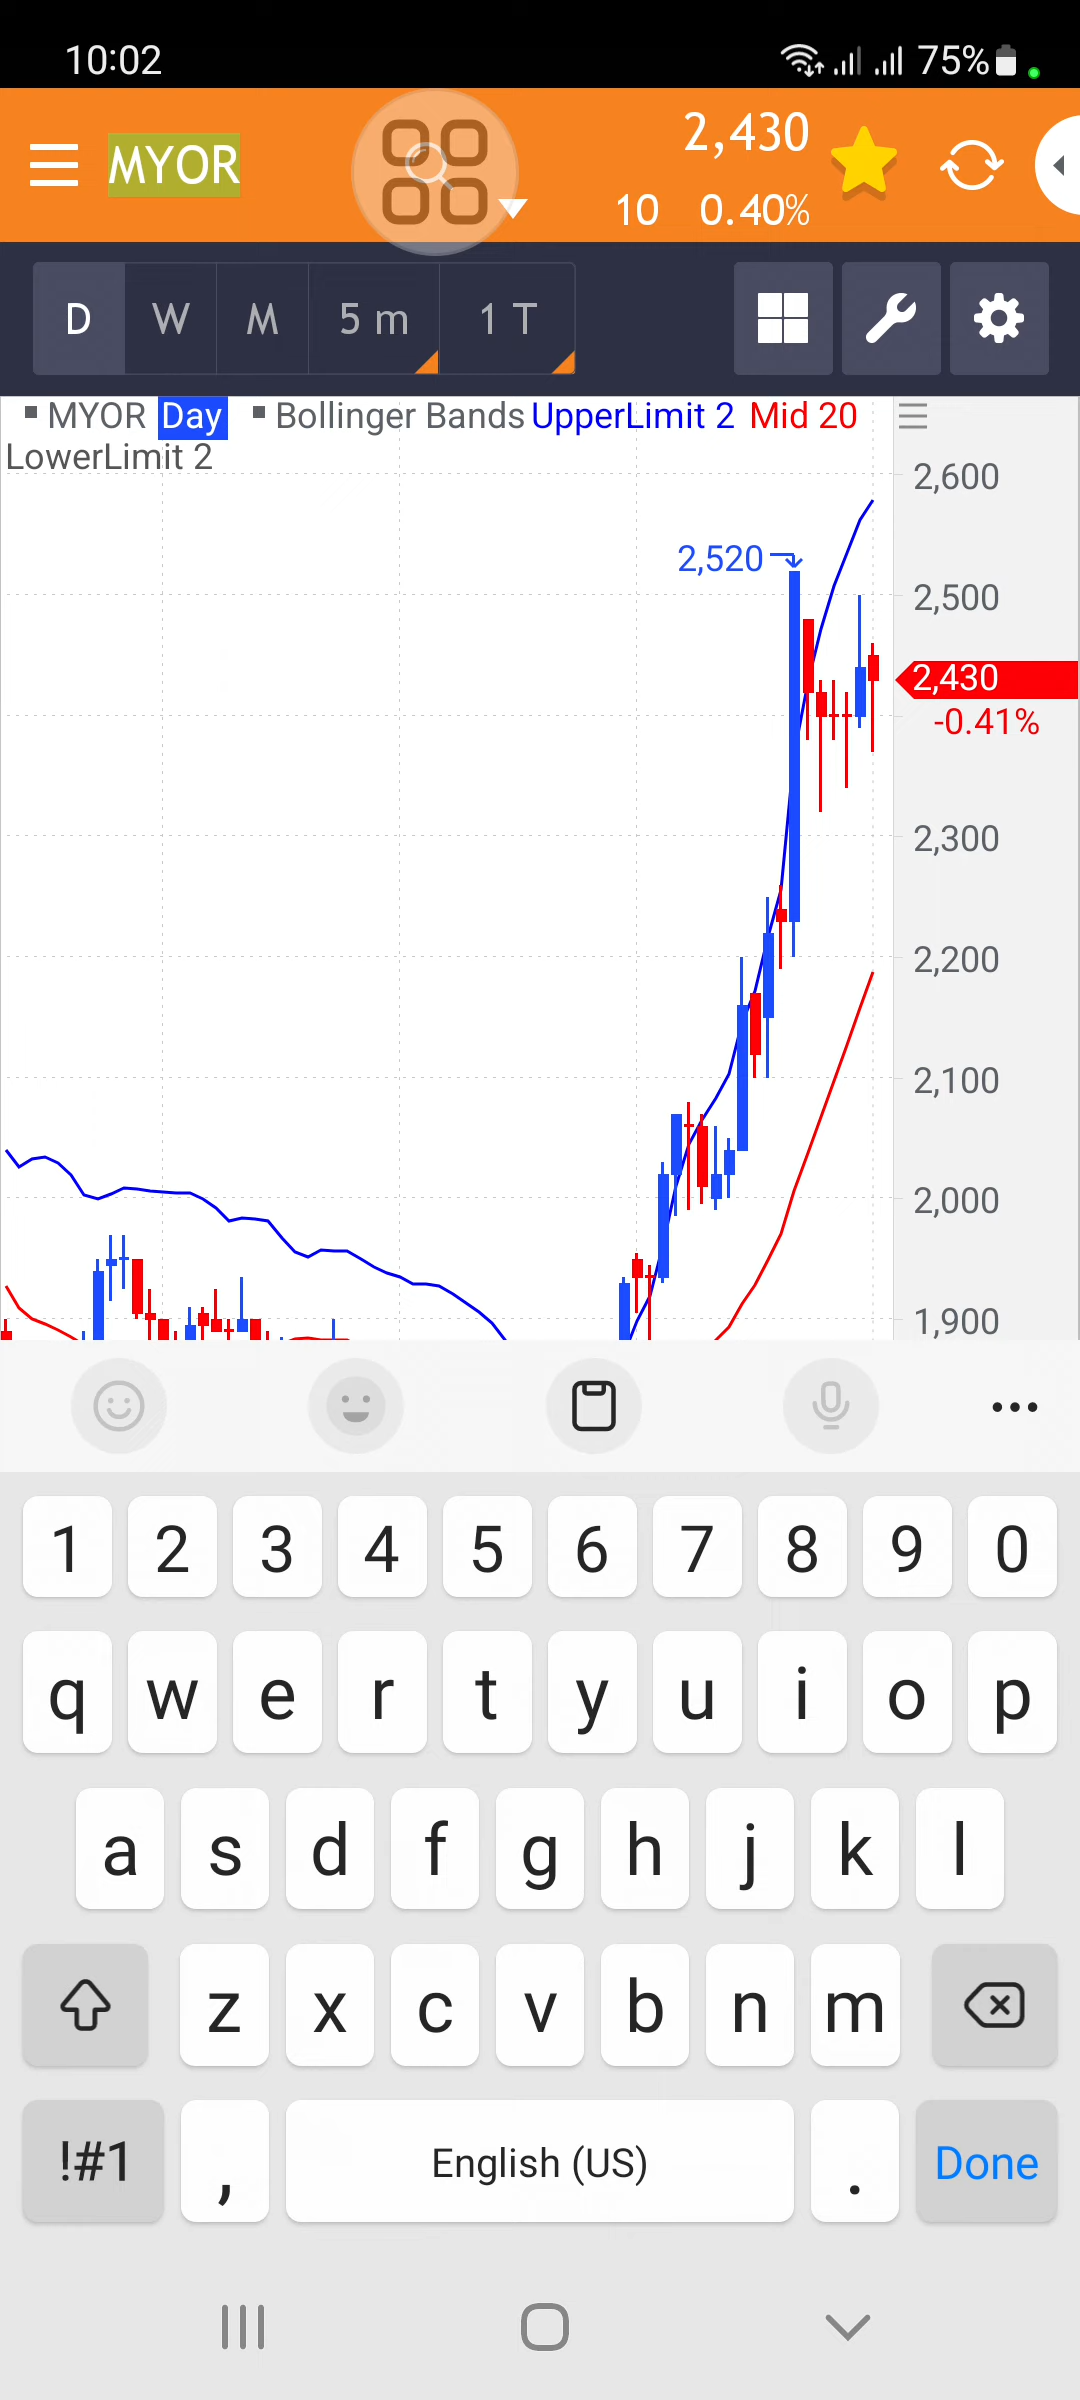 10:02
75%
MYOR
2,430
10 0.40%
D W M 5 m 1 T
MYOR Day Bollinger Bands UpperLimit 2 Mid 20
LowerLimit 2
2,600
2,520
2,500
2,430
-0.41%
2,300
2,200
2,100
2,000
1,900
1 2 3 4 5 6 7 8 9 0
q w e r t y u i o p
a s d f g h j k l
z x c v b n m
!#1 , English (US) . Done